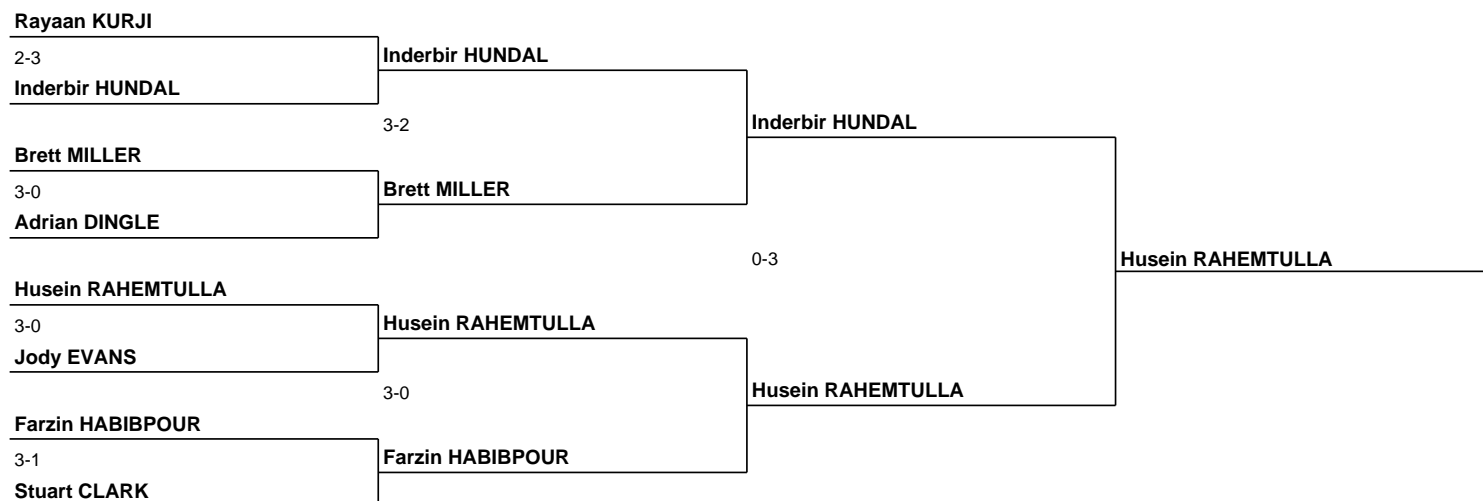 Rayaan KURJI
2-3
Inderbir HUNDAL
Inderbir HUNDAL
3-2
Inderbir HUNDAL
Brett MILLER
3-0
Brett MILLER
Adrian DINGLE
0-3
Husein RAHEMTULLA
Husein RAHEMTULLA
3-0
Husein RAHEMTULLA
Jody EVANS
3-0
Husein RAHEMTULLA
Farzin HABIBPOUR
3-1
Farzin HABIBPOUR
Stuart CLARK